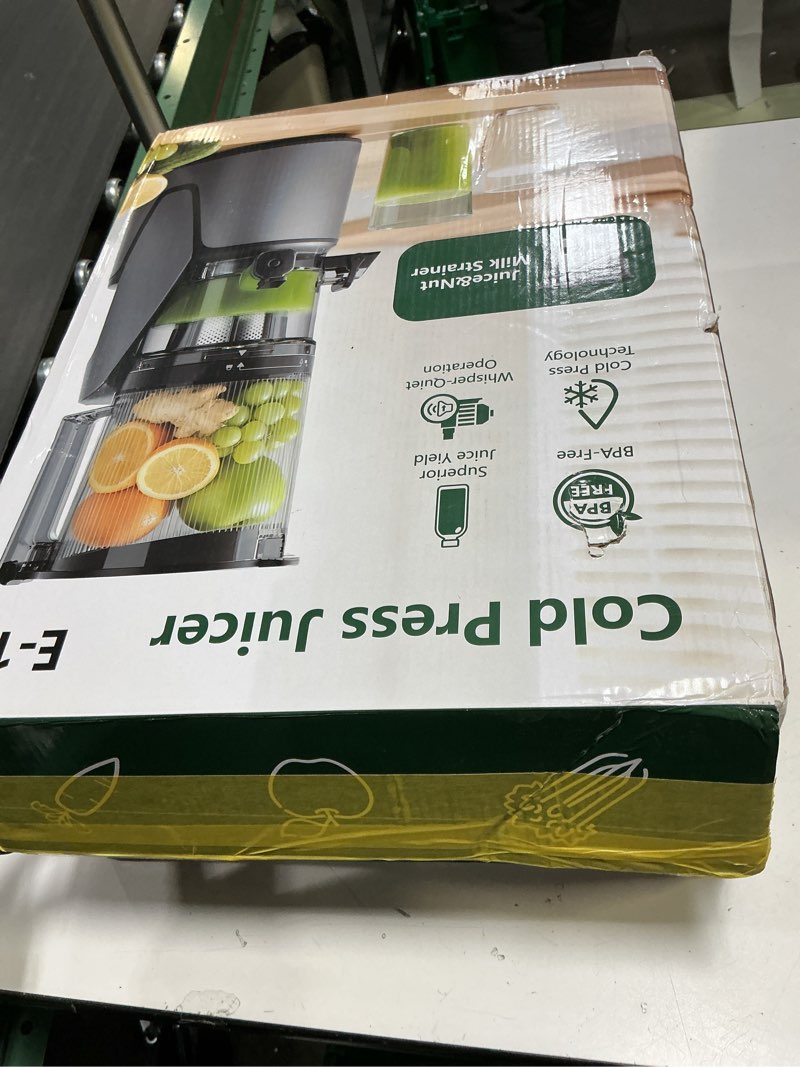 Cold Press Juicer
E-1
BPA
FREE
BPA-Free
Superior
Juice Yield
Cold Press
Technology
Whisper-Quiet
Operation
Juice&Nut
Milk Strainer